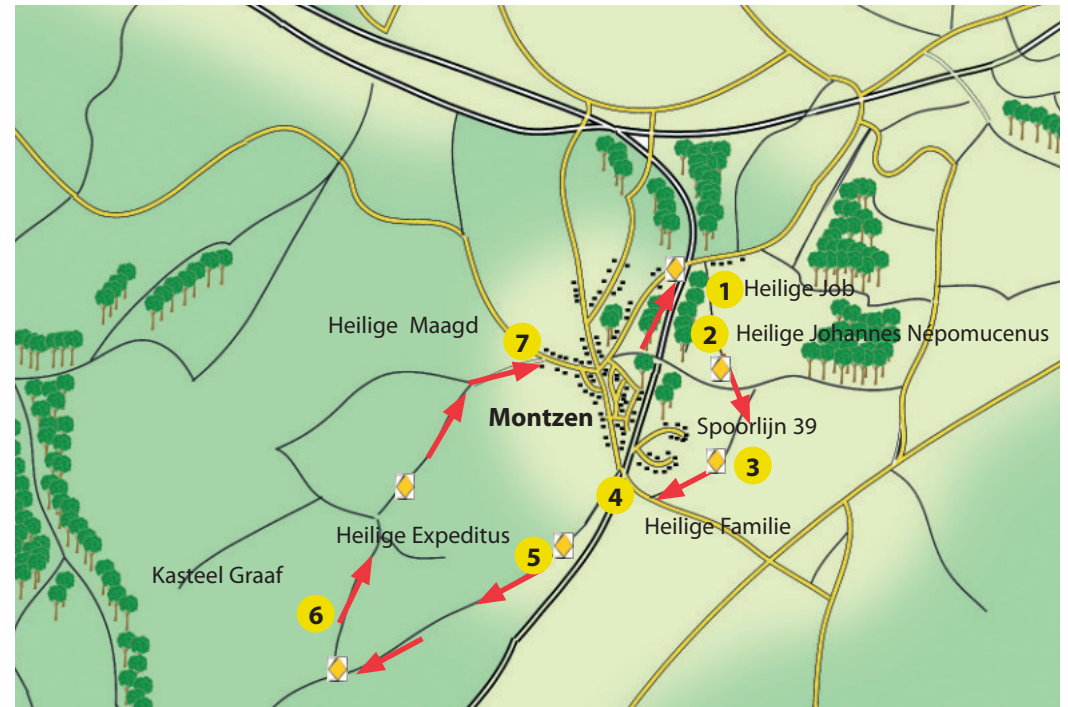 1 Heilige Job
2 Heilige Johannes Nepomucenus
Heilige Maagd 7
Montzen
Spoorlijn 39
3
4
Heilige Familie
Heilige Expeditus 5
Kasteel Graaf
6